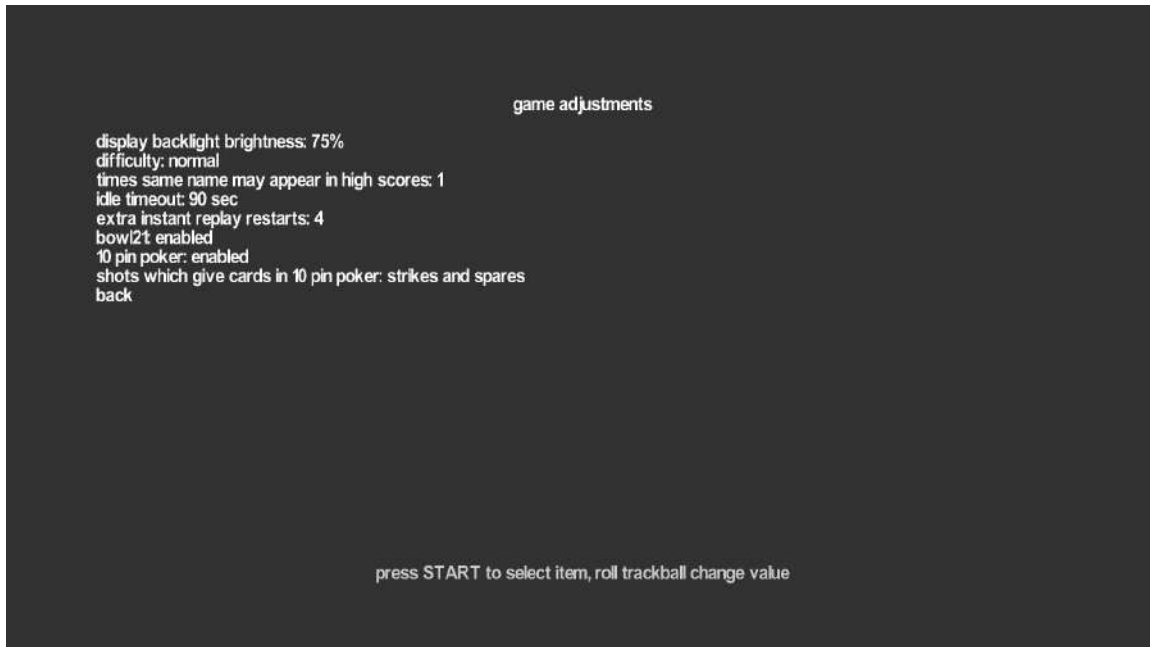 game adjustments
display backlight brightness: 75%
difficulty: normal
times same name may appear in high scores: 1
idle timeout: 90 sec
extra instant replay restarts: 4
bowl21: enabled
10 pin poker: enabled
shots which give cards in 10 pin poker: strikes and spares
back
press START to select item, roll trackball change value